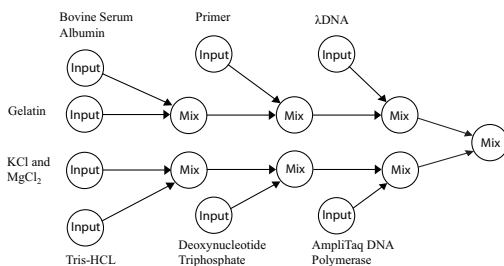 Bovine Serum
Albumin
Primer
λDNA
Input
Input
Input
Gelatin
Input
Mix
Mix
Mix
Mix
KCl and
MgCl₂
Input
Mix
Mix
Mix
Input
Input
Input
Tris-HCL
Deoxynucleotide
Triphosphate
AmpliTaq DNA
Polymerase